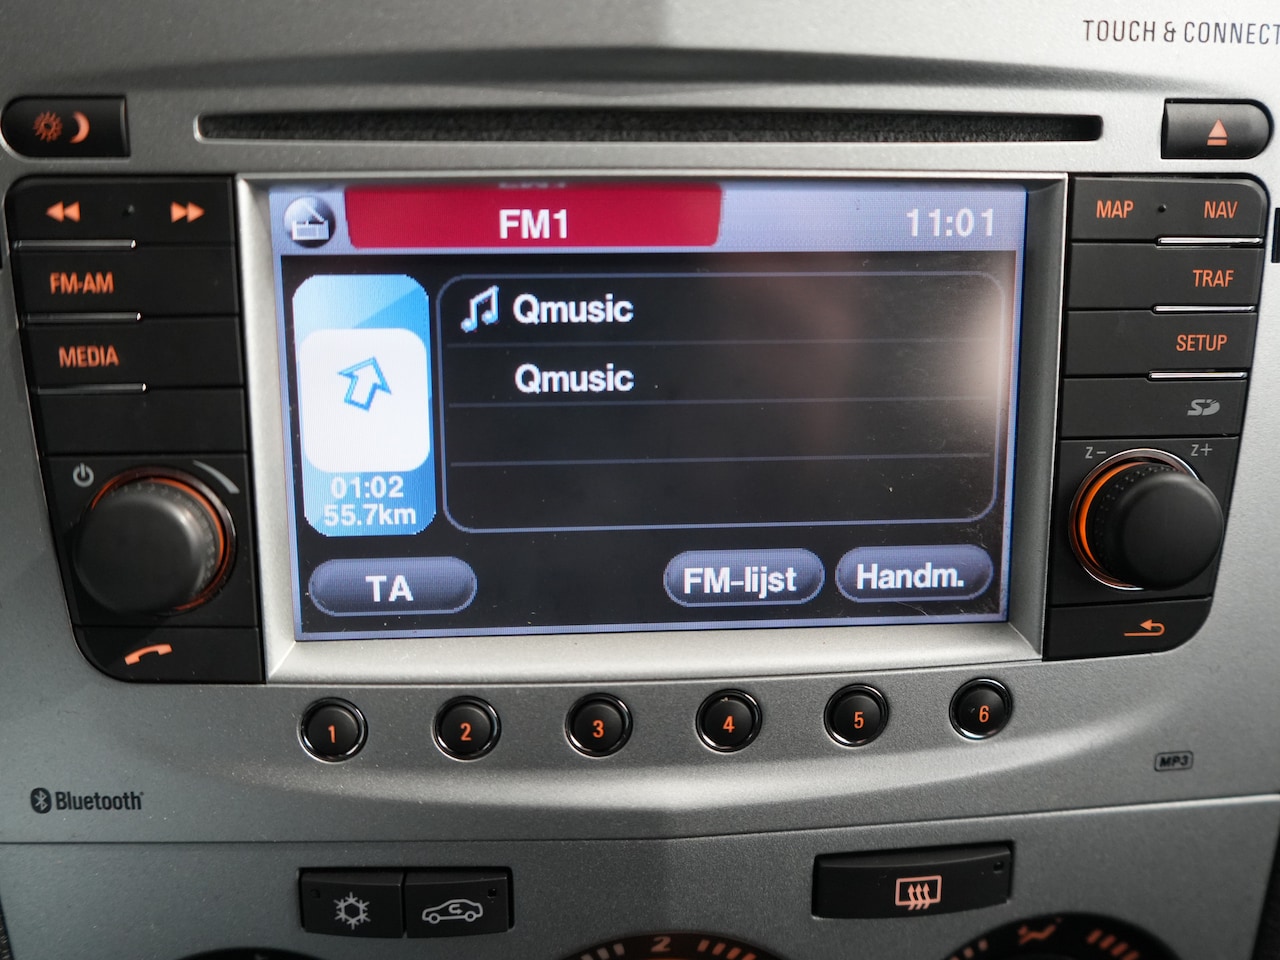 TOUCH & CONNECT
FM1
11:01
MAP
NAV
FM-AM
TRAF
MEDIA
SETUP
Qmusic
Qmusic
01:02
55.7km
Z-
Z+
TA
FM-lijst
Handm.
1
2
3
4
5
6
MP3
Bluetooth
2